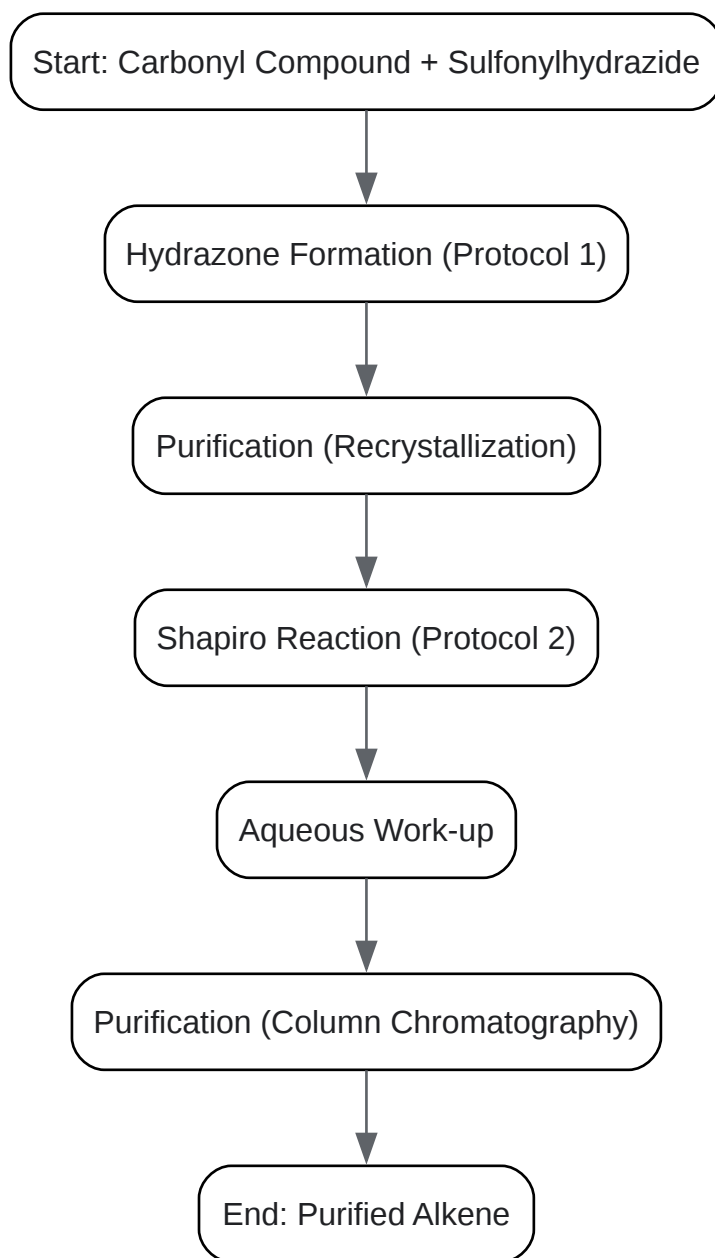 Start: Carbonyl Compound + Sulfonylhydrazide
Hydrazone Formation (Protocol 1)
Purification (Recrystallization)
Shapiro Reaction (Protocol 2)
Aqueous Work-up
Purification (Column Chromatography)
End: Purified Alkene